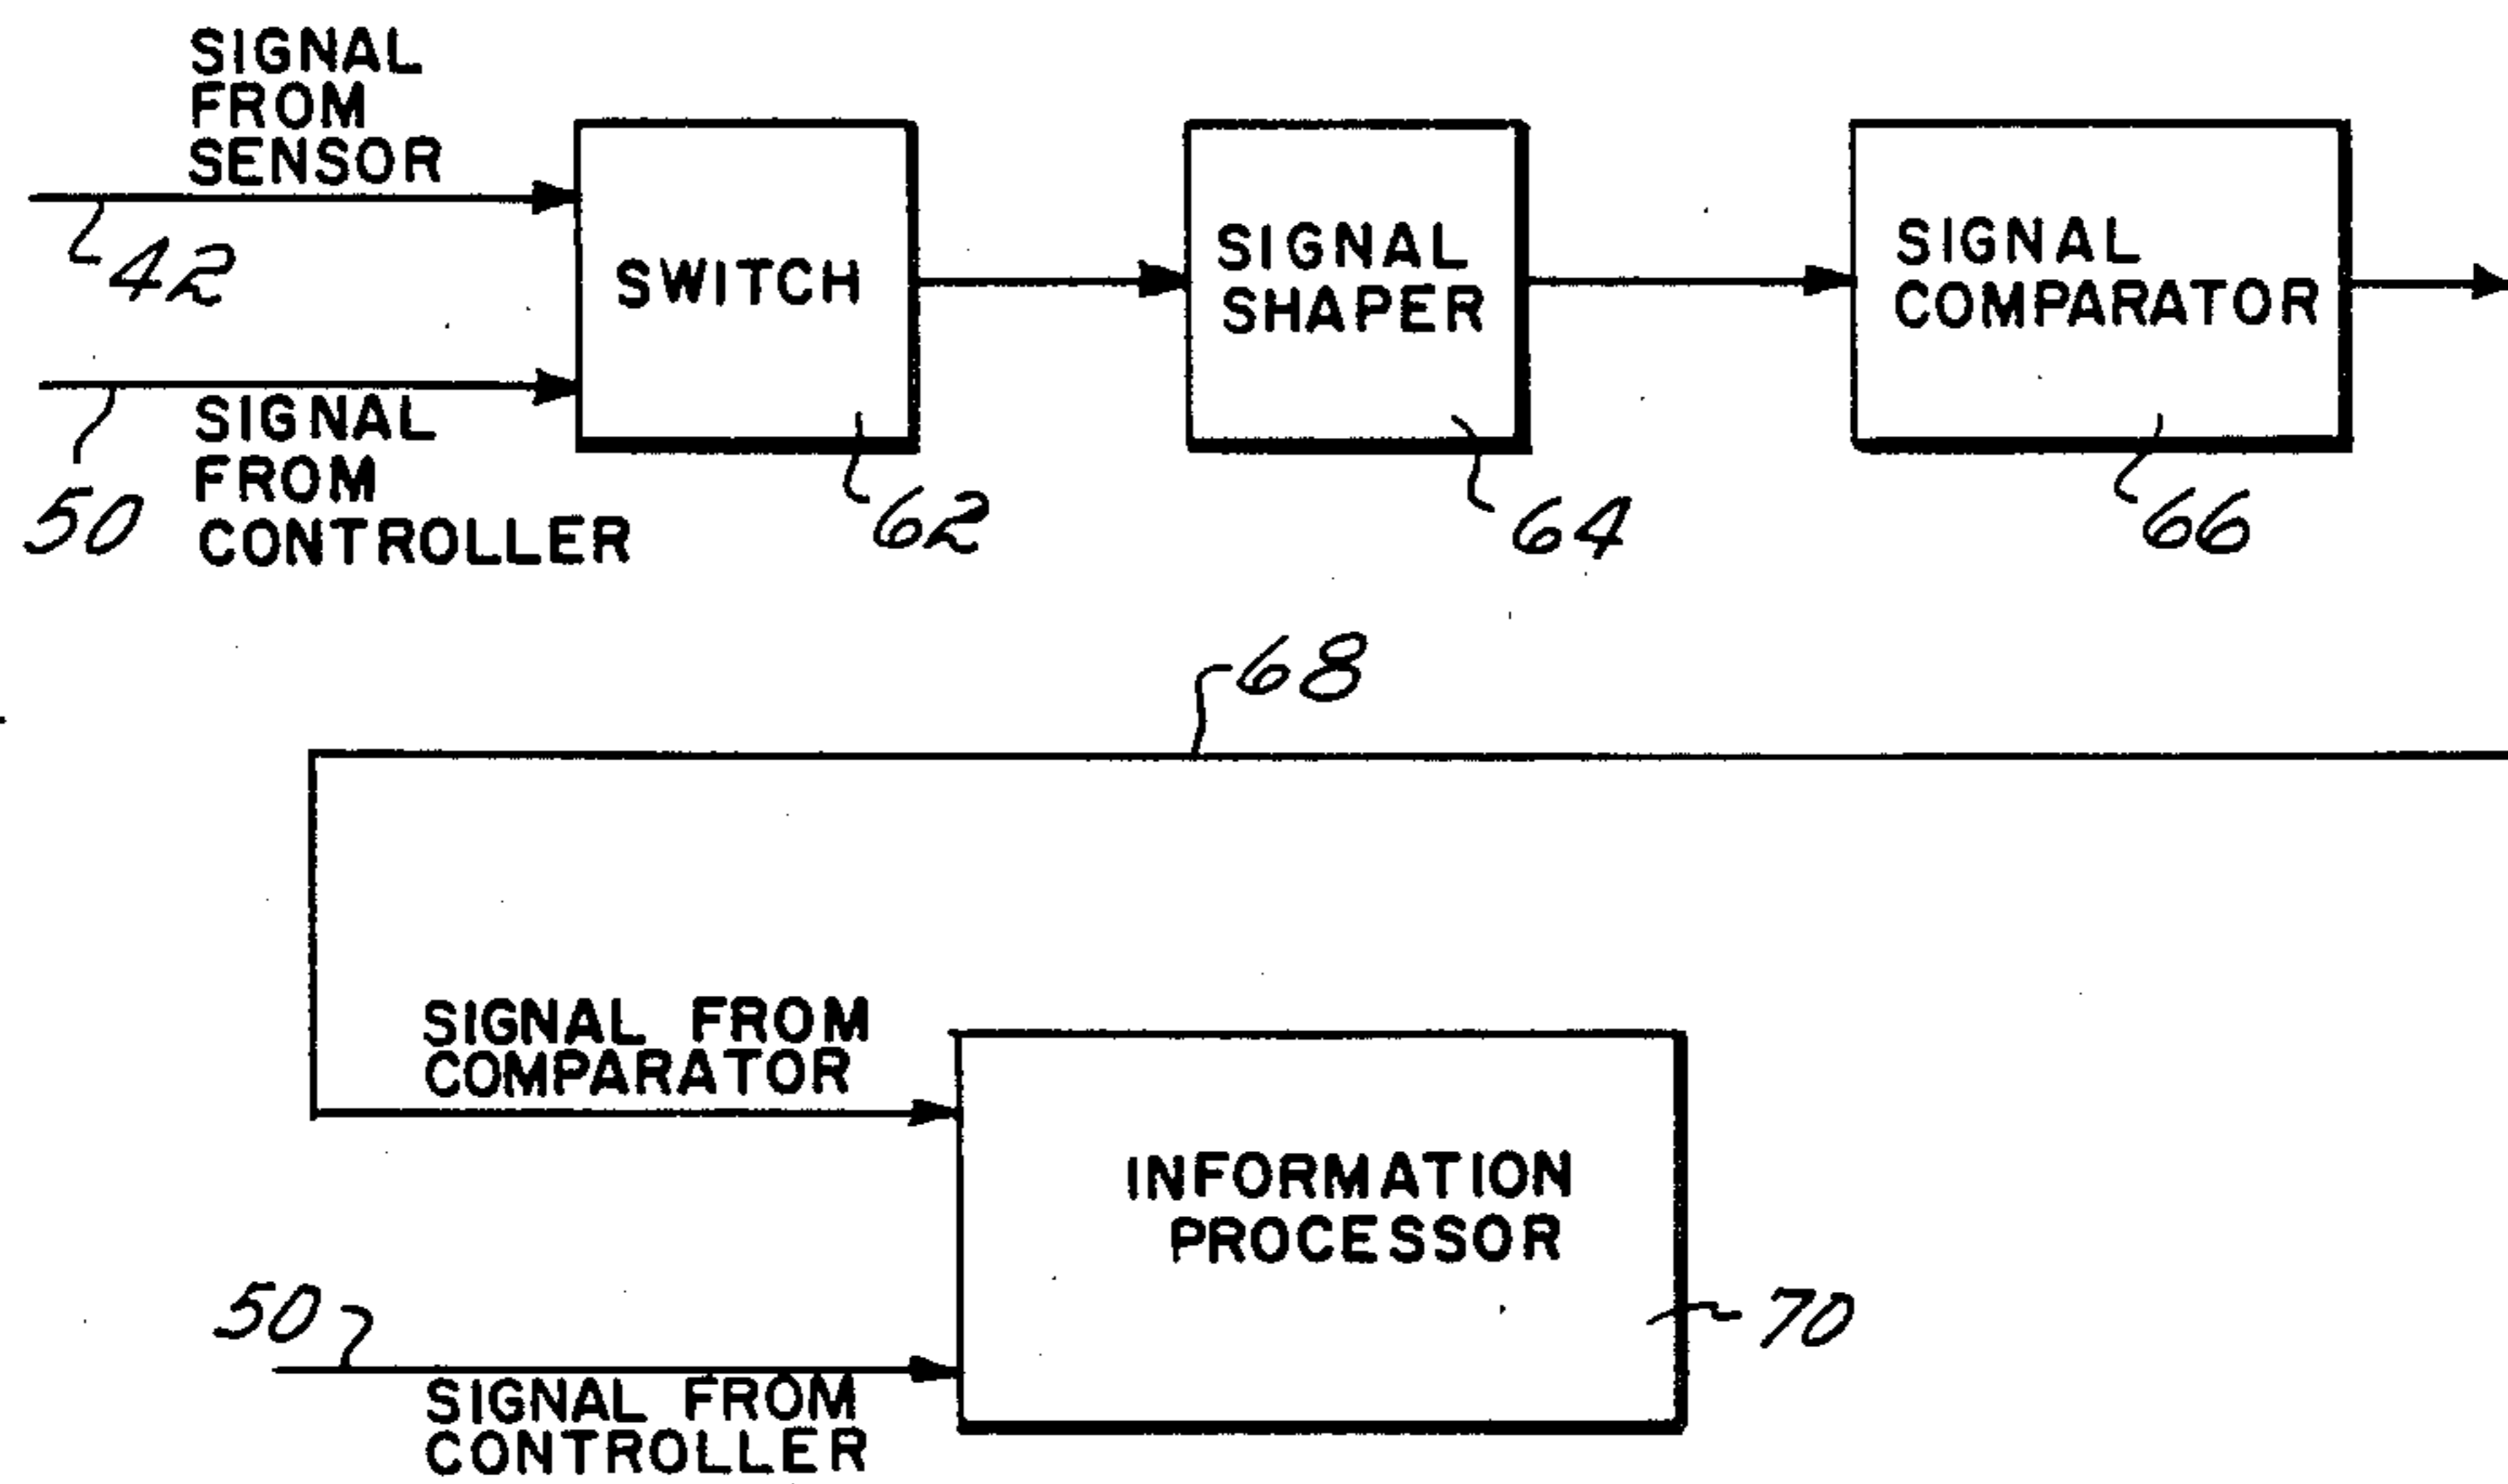 SIGNAL
FROM
SENSOR
42
SWITCH
SIGNAL
SHAPER
SIGNAL
COMPARATOR
50
SIGNAL
FROM
CONTROLLER
62
64
66
68
SIGNAL FROM
COMPARATOR
INFORMATION
PROCESSOR
50
70
SIGNAL FROM
CONTROLLER